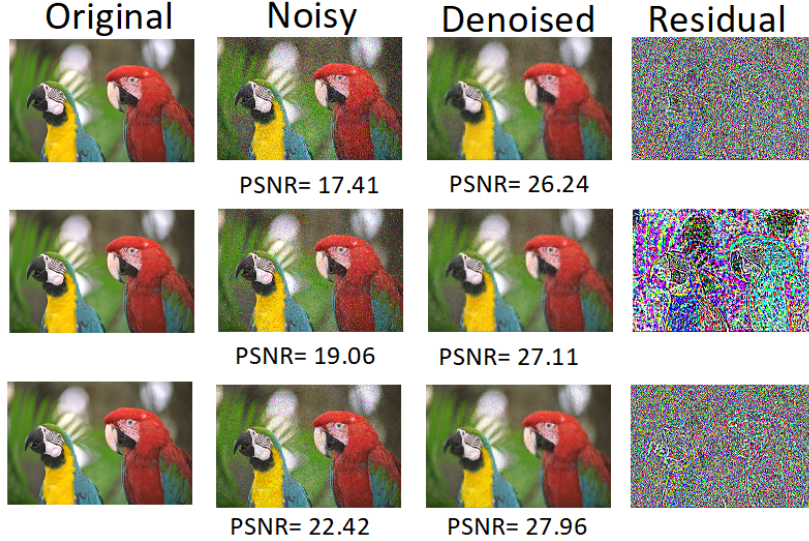 Original Noisy Denoised Residual
PSNR= 17.41 PSNR= 26.24
PSNR= 19.06 PSNR= 27.11
PSNR= 22.42 PSNR= 27.96